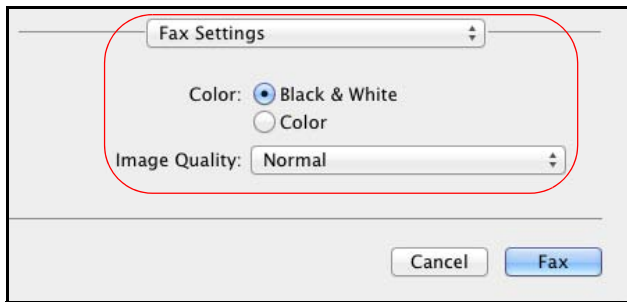 Fax Settings
Color: Black & White
Color
Image Quality: Normal
Cancel Fax